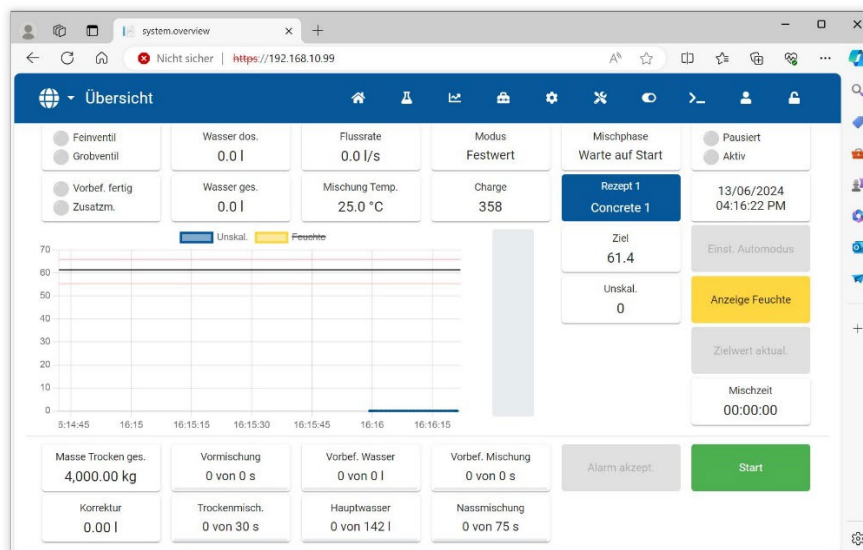 system.overview
Nicht sicher | https://192.168.10.99
Übersicht
Feinventil
Grobventil
Wasser dos.
0.0 l
Flussrate
0.0 l/s
Modus
Festwert
Mischphase
Warte auf Start
Pausiert
Aktiv
Vorbef. fertig
Zusatzm.
Wasser ges.
0.0 l
Mischung Temp.
25.0 °C
Charge
358
Rezept 1
Concrete 1
13/06/2024
04:16:22 PM
Unskal. Feuchte
70
60
50
40
30
20
10
0
5:14:45 16:15 16:15:15 16:15:30 16:15:45 16:16 16:16:15
Ziel
61.4
Unskal.
0
Einst. Automodus
Anzeige Feuchte
Zielwert aktual.
Mischzeit
00:00:00
Masse Trocken ges.
4,000.00 kg
Vormischung
0 von 0 s
Vorbef. Wasser
0 von 0 l
Vorbef. Mischung
0 von 0 s
Alarm akzept.
Start
Korrektur
0.00 l
Trockenmisch.
0 von 30 s
Hauptwasser
0 von 142 l
Nassmischung
0 von 75 s